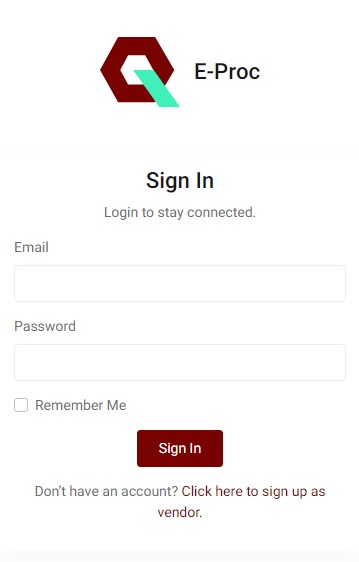 E-Proc
Sign In
Login to stay connected.
Email
Password
Remember Me
Sign In
Don’t have an account? Click here to sign up as
vendor.